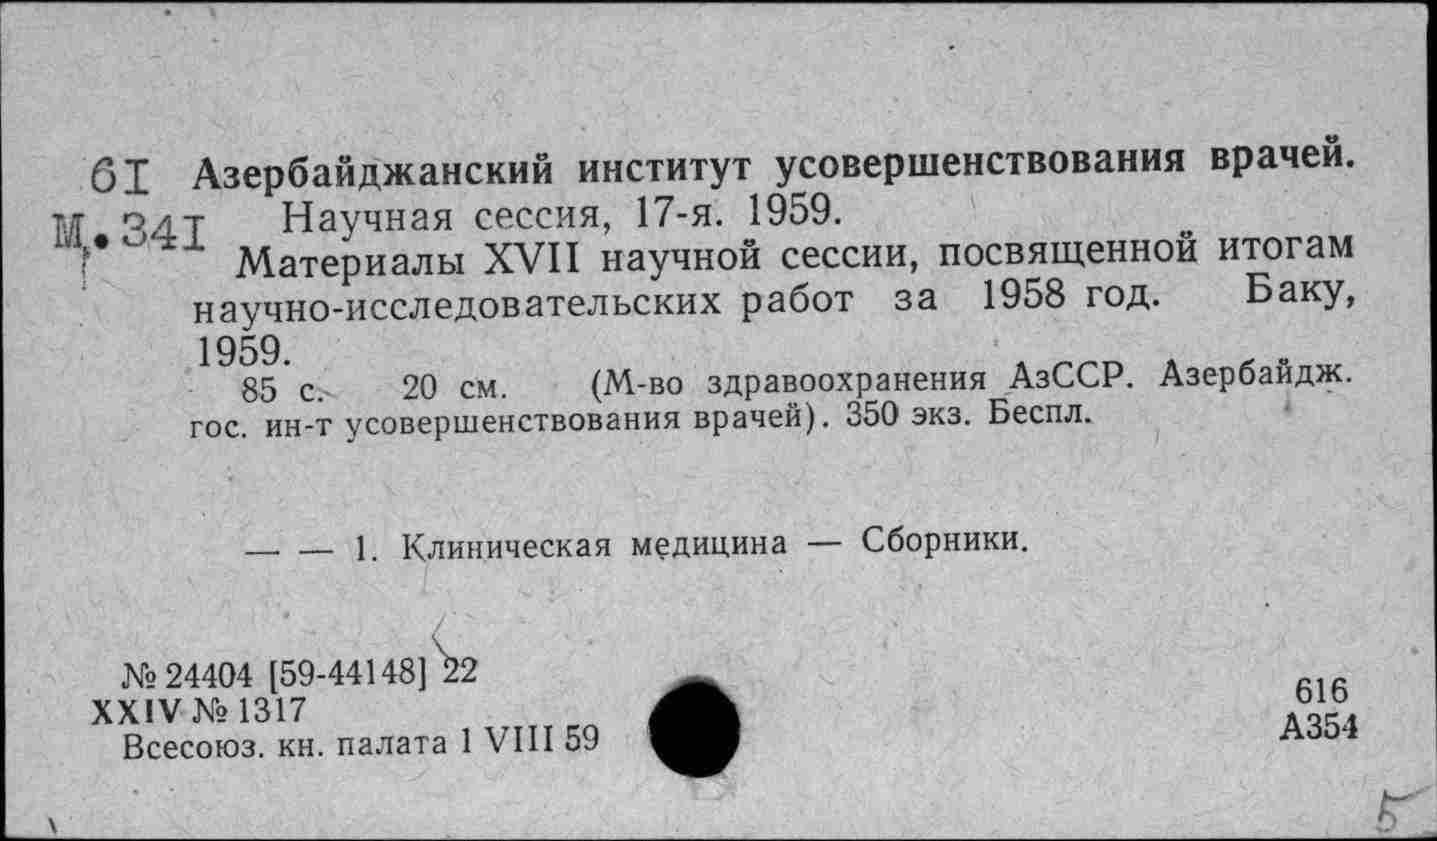 61 Азербайджанский институт усовершенствования врачей.
М.341 Научная сессия, 17-я. 1959.
Материалы XVII научной сессии, посвященной итогам
научно-исследовательских работ за 1958 год. Баку,
1959.
85 с. 20 см. (М-во здравоохранения АзССР. Азербайдж.
гос. ин-т усовершенствования врачей). 350 экз. Беспл.
— — 1. Клиническая медицина — Сборники.
№ 24404 [59-44148] 22
XXIV № 1317
Всесоюз. кн. палата 1 VIII 59
616
А354
Б